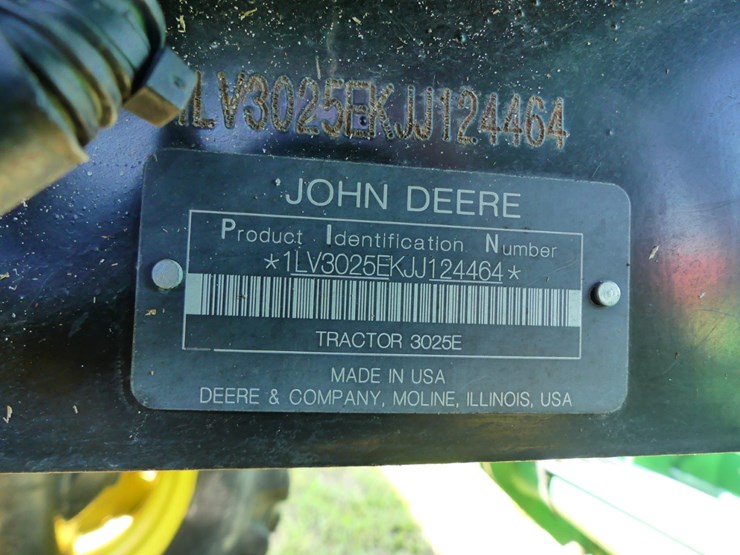 1LV3025EKJJ124464
JOHN DEERE
Product Identification Number
*1LV3025EKJJ124464*
TRACTOR 3025E
MADE IN USA
DEERE & COMPANY, MOLINE, ILLINOIS, USA